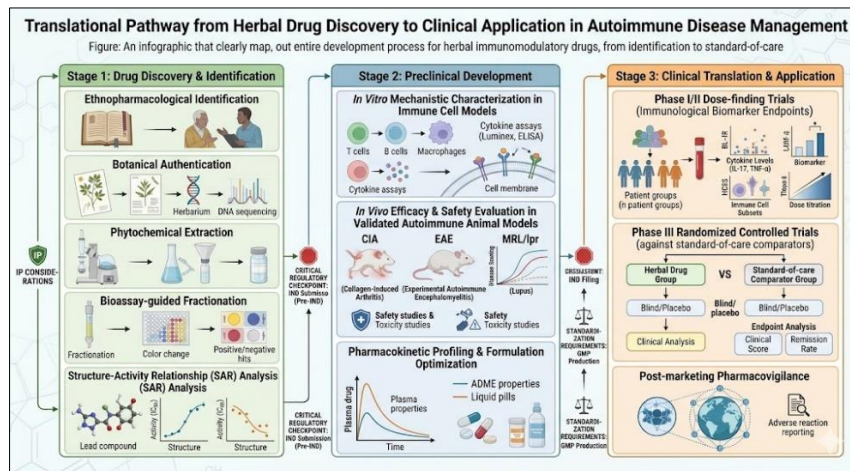 Translational Pathway from Herbal Drug Discovery to Clinical Application in Autoimmune Disease Management
Figure: An infographic that clearly map, out entire development process for herbal immunomodulatory drugs, from identification to standard-of-care
IP
IP CONSIDE-
RATIONS
Stage 1: Drug Discovery & Identification
Ethnopharmacological Identification
Botanical Authentication
Herbarium
DNA sequencing
Phytochemical Extraction
Bioassay-guided Fractionation
Fractionation
Color change
Positive/negative
hits
Structure-Activity Relationship (SAR) Analysis
(SAR) Analysis
Lead compound
Activity (IC₅₀)
Structure
Activity (IC₅₀)
Structure
CRITICAL
REGULATORY
CHECKPOINT:
IND Submisso
(Pre-IND)
CRITICAL
REGULATORY
CHECKPOINT:
IND Submission
(Pre-IND)
Stage 2: Preclinical Development
In Vitro Mechanistic Characterization in
Immune Cell Models
T cells
B cells
Macrophages
Cytokine assays
(Luminex, ELISA)
Cytokine assays
Cell membrane
In Vivo Efficacy & Safety Evaluation in
Validated Autoimmune Animal Models
CIA
(Collagen-Induced
Arthritis)
EAE
(Experimental Autoimmune
Encephalomyelitis)
MRL/lpr
(Lupus)
Safety studies &
Toxicity studies
Safety
Toxicity studies
Pharmacokinetic Profiling & Formulation
Optimization
Plasma drug
Plasma
properties
Time
ADME properties
Liquid pills
IND Filing
STANDARDI-
ZATION
REQUIREMENTS:
GMP
Production
STANDARDI-
ZATION
REQUIREMENTS:
GMP Production
Stage 3: Clinical Translation & Application
Phase I/II Dose-finding Trials
(Immunological Biomarker Endpoints)
Patient groups
(n patient groups)
BL-IR
Cytokine Levels
(IL-17, TNF-α)
Biomarker
HCES
Immune Cell
Subsets
Dose titration
Phase III Randomized Controlled Trials
(against standard-of-care comparators)
Herbal Drug
Group
VS
Standard-of-care
Comparator Group
Blind/Placebo
Blind/
placebo
Blind/Placebo
Clinical Analysis
Endpoint Analysis
Clinical
Score
Remission
Rate
Post-marketing Pharmacovigilance
Adverse reaction
reporting